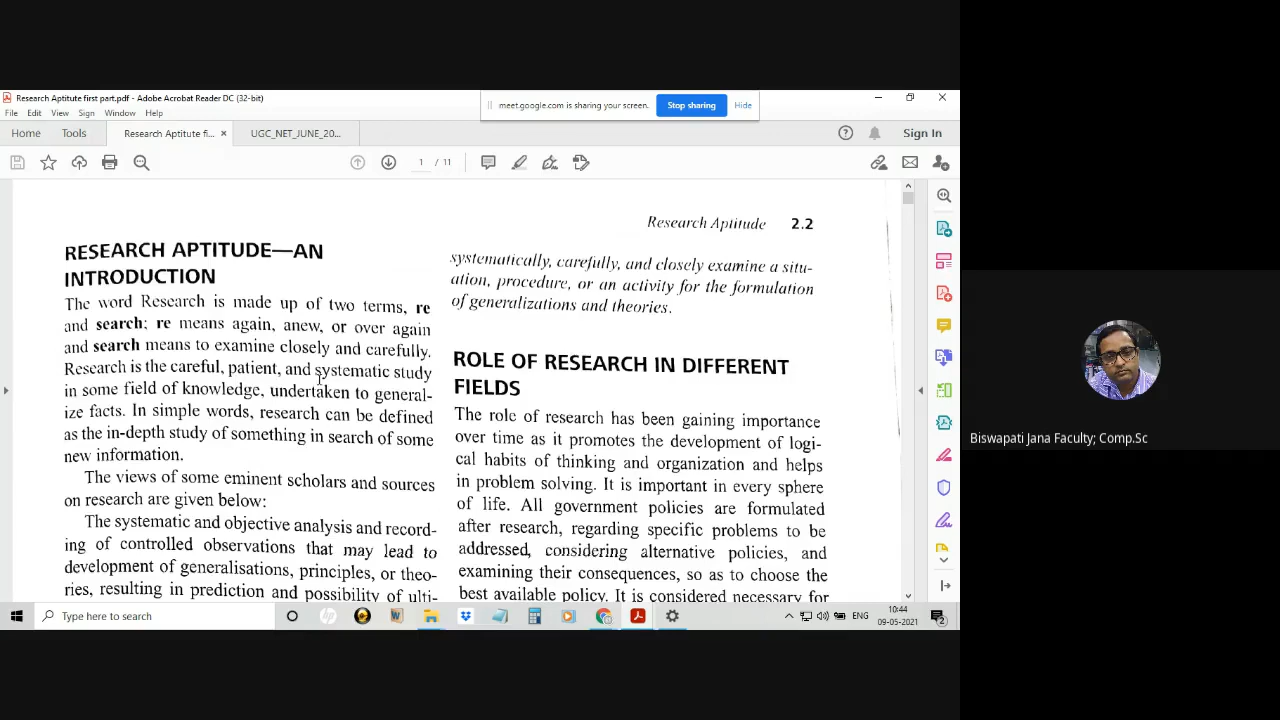 Research Aptitude first part.pdf - Adobe Acrobat Reader DC (32-bit)
meet.google.com is sharing your screen.
Stop sharing
Hide
File Edit View Sign Window Help
Home Tools Research Aptitude fi... × UGC_NET_JUNE_20... Sign In
1 / 11
Research Aptitude 2.2
RESEARCH APTITUDE—AN
INTRODUCTION
The word Research is made up of two terms, re
and search; re means again, anew, or over again
and search means to examine closely and carefully.
Research is the careful, patient, and systematic study
in some field of knowledge, undertaken to general-
ize facts. In simple words, research can be defined
as the in-depth study of something in search of some
new information.
The views of some eminent scholars and sources
on research are given below:
The systematic and objective analysis and record-
ing of controlled observations that may lead to
development of generalisations, principles, or theo-
ries, resulting in prediction and possibility of ulti-
systematically, carefully, and closely examine a situ-
ation, procedure, or an activity for the formulation
of generalizations and theories.
ROLE OF RESEARCH IN DIFFERENT
FIELDS
The role of research has been gaining importance
over time as it promotes the development of logi-
cal habits of thinking and organization and helps
in problem solving. It is important in every sphere
of life. All government policies are formulated
after research, regarding specific problems to be
addressed, considering alternative policies, and
examining their consequences, so as to choose the
best available policy. It is considered necessary for
Type here to search
ENG
10:44
09-05-2021
2
Biswapati Jana Faculty; Comp.Sc